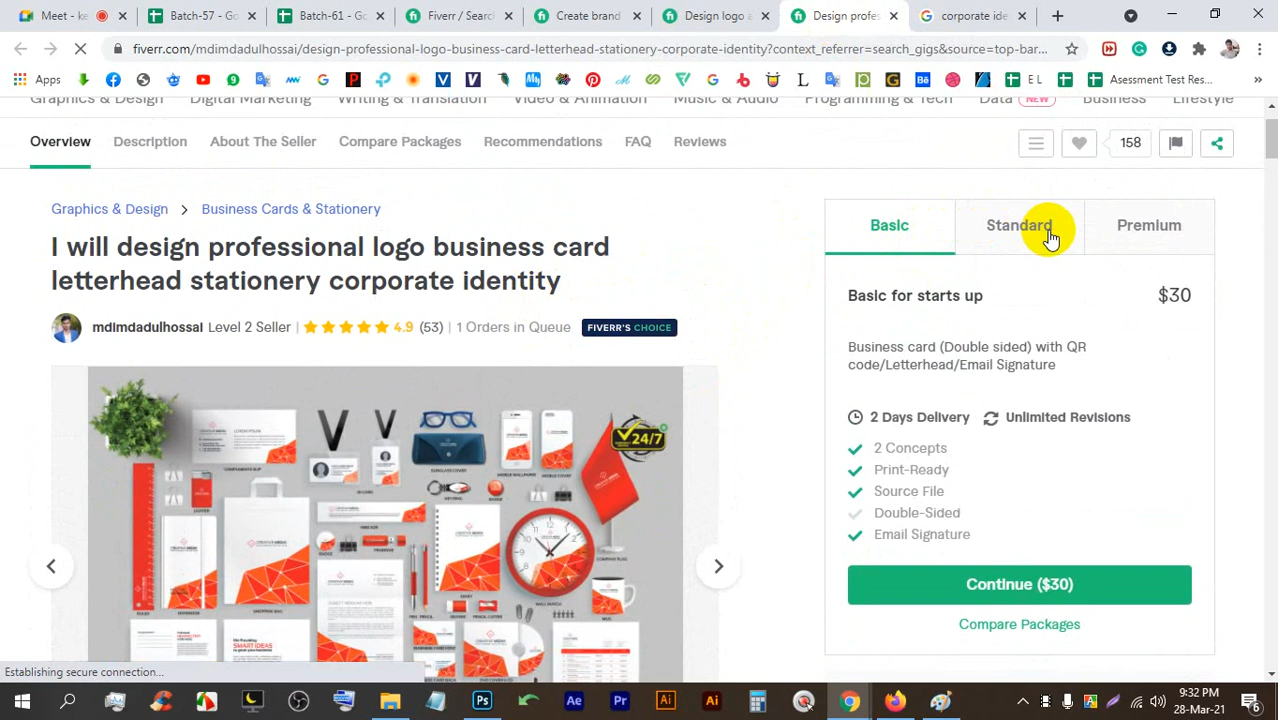 Meet - ke
Batch-57 - Go
Batch-61 - Go
Fiverr / Sear
Create brand
Design logo a
Design profes
corporate ide
fiverr.com/mdimdadulhossai/design-professional-logo-business-card-letterhead-stationery-corporate-identity?context_referrer=search_gigs&source=top-bar...
Apps
E L
Asessment Test Res...
Graphics & Design
Digital Marketing
Writing & Translation
Video & Animation
Music & Audio
Programming & Tech
Data NEW
Business
Lifestyle
Overview
Description
About The Seller
Compare Packages
Recommendations
FAQ
Reviews
158
Graphics & Design > Business Cards & Stationery
I will design professional logo business card
letterhead stationery corporate identity
mdimdadulhossai Level 2 Seller | 4.9 (53) | 1 Orders in Queue FIVERR'S CHOICE
24/7
Basic
Standard
Premium
Basic for starts up $30
Business card (Double sided) with QR
code/Letterhead/Email Signature
2 Days Delivery Unlimited Revisions
2 Concepts
Print-Ready
Source File
Double-Sided
Email Signature
Continue ($30)
Compare Packages
Establishing secure connection...
9:32 PM
28-Mar-21